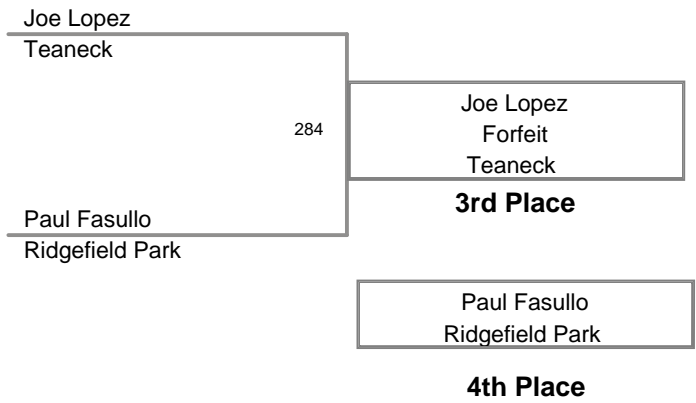 Joe Lopez
Teaneck
284
Joe Lopez
Forfeit
Teaneck
3rd Place
Paul Fasullo
Ridgefield Park
Paul Fasullo
Ridgefield Park
4th Place